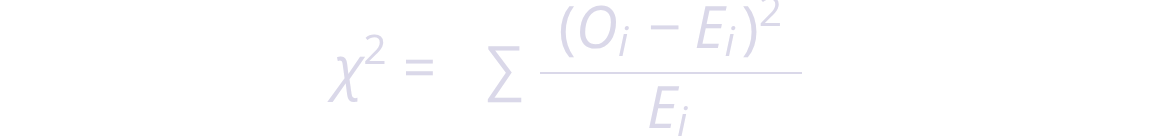 χ² = ∑ (Oᵢ − Eᵢ)² / Eᵢ